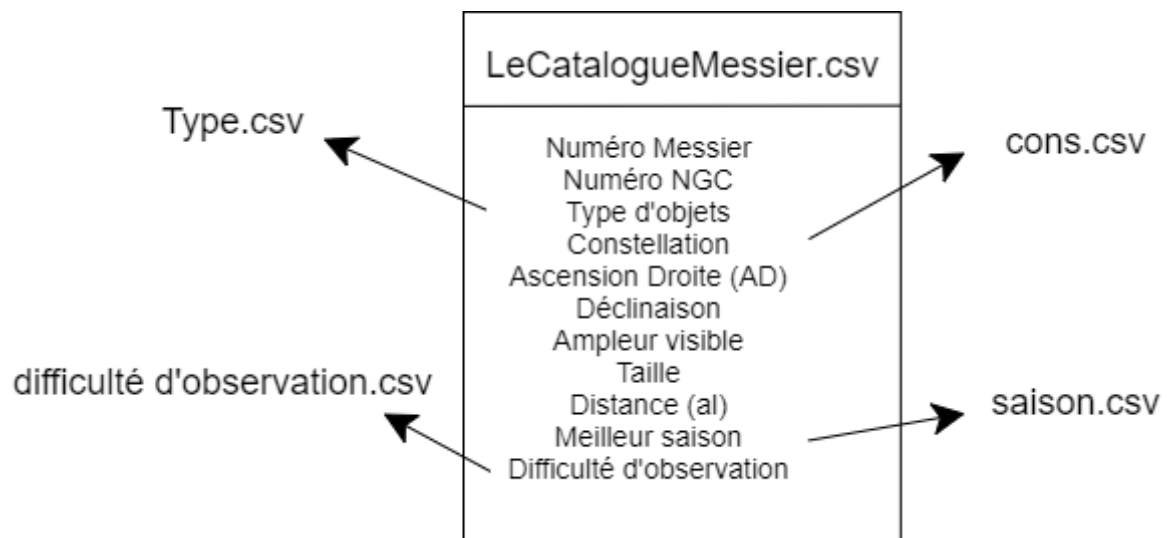 LeCatalogueMessier.csv
Type.csv
cons.csv
Numéro Messier
Numéro NGC
Type d'objets
Constellation
Ascension Droite (AD)
Déclinaison
Ampleur visible
Taille
Distance (al)
Meilleur saison
Difficulté d'observation
difficulté d'observation.csv
saison.csv